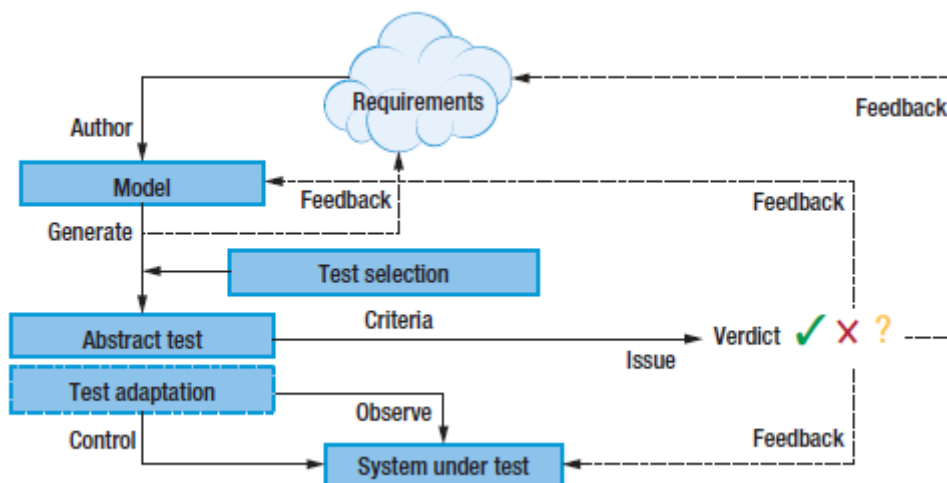 Requirements
Feedback
Author
Model
Feedback
Feedback
Generate
Test selection
Criteria
Abstract test
Verdict ✓ × ?
Issue
Test adaptation
Observe
Control
Feedback
System under test